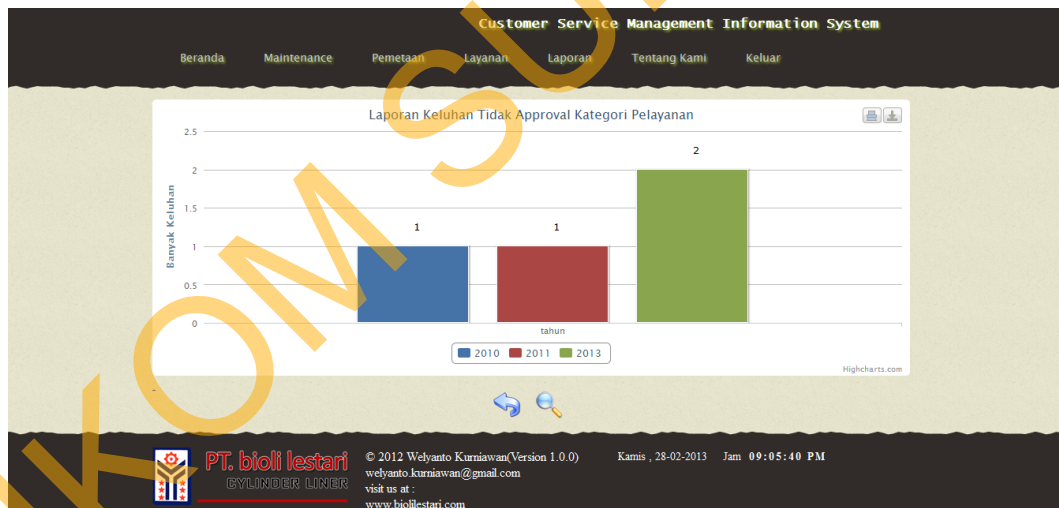 Customer Service Management Information System
Beranda Maintenance Pemetaan Layanan Laporan Tentang Kami Keluar
Laporan Keluhan Tidak Approval Kategori Pelayanan
Banyak Keluhan
2.5
2
1.5
1
0.5
0
1
1
2
tahun
2010 2011 2013
Highcharts.com
PT. bioli lestari
CYLINDER LINER
© 2012 Welyanto Kurniawan(Version 1.0.0)
welyanto.kurniawan@gmail.com
visit us at :
www.biolilestari.com
Kamis , 28-02-2013 Jam 09:05:40 PM
KOM SU